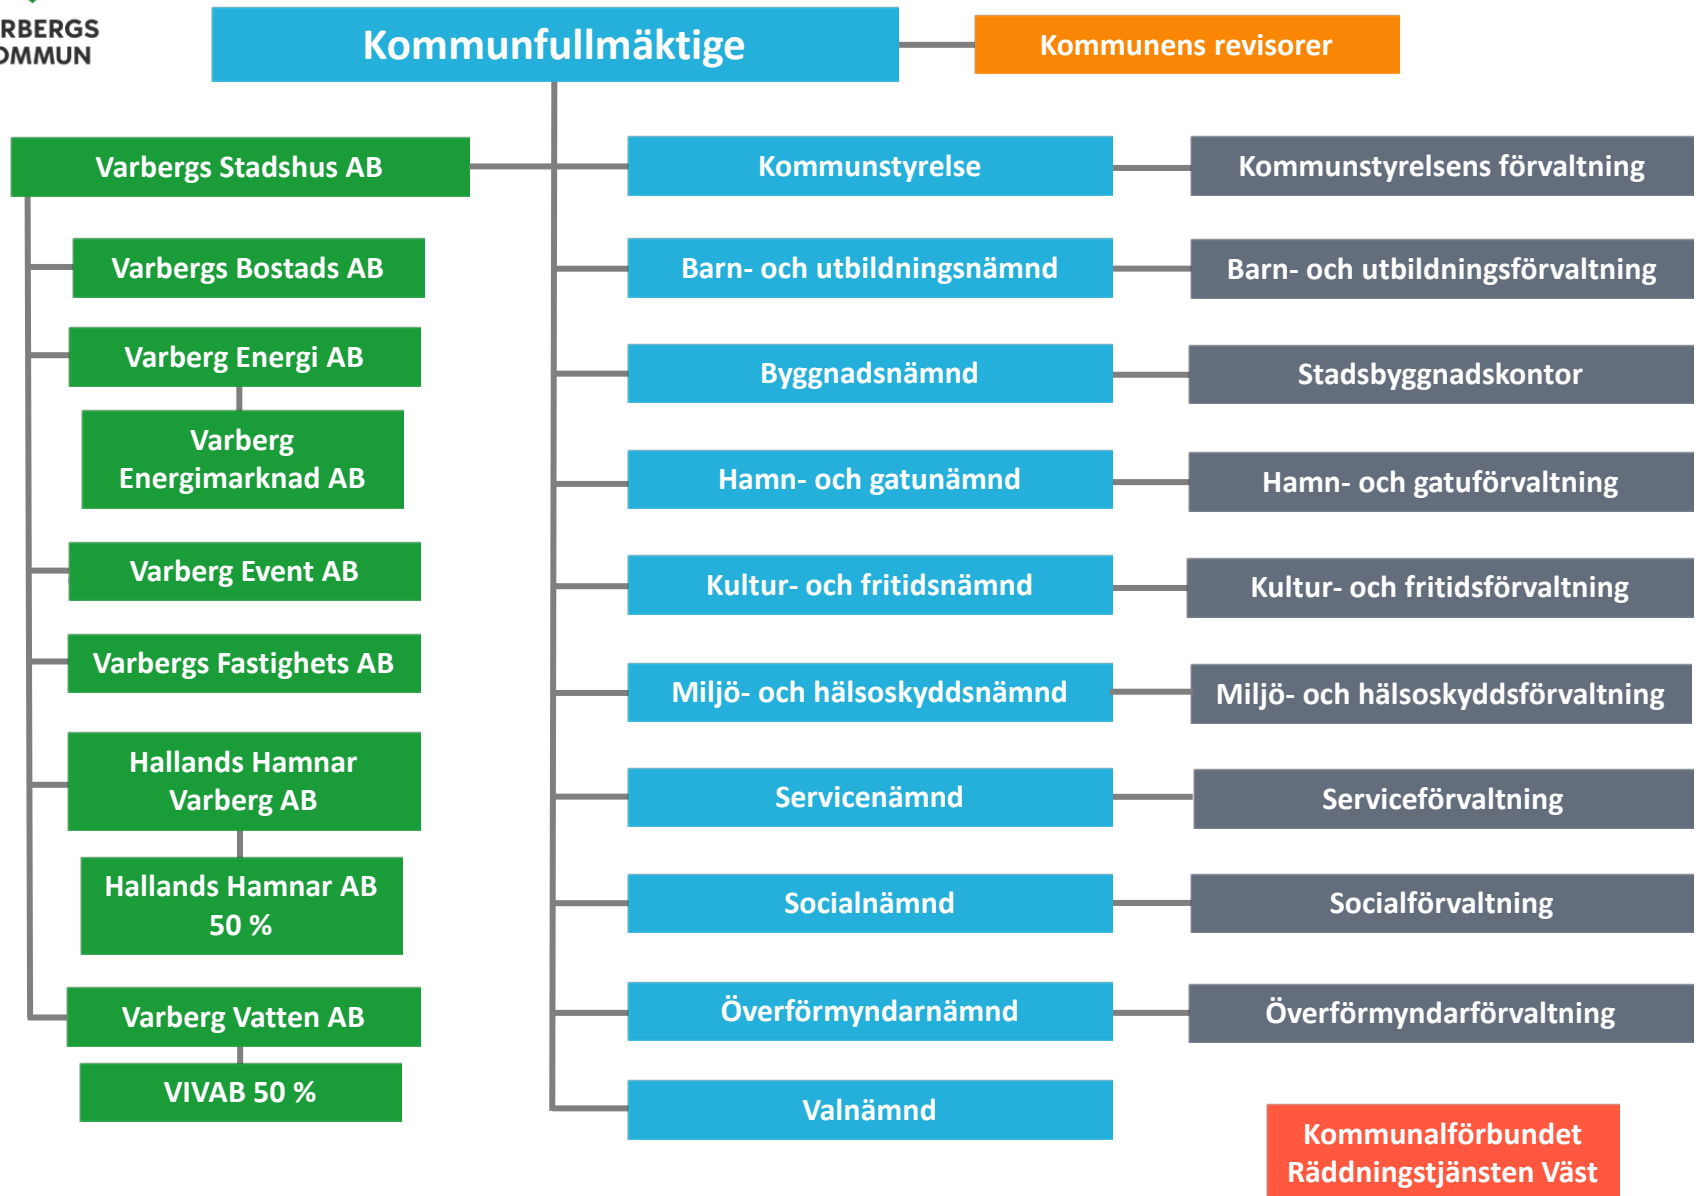 RBERGS
OMMUN
Kommunfullmäktige
Kommunens revisorer
Varbergs Stadshus AB
Kommunstyrelse
Kommunstyrelsens förvaltning
Varbergs Bostads AB
Barn- och utbildningsnämnd
Barn- och utbildningsförvaltning
Varberg Energi AB
Byggnadsnämnd
Stadsbyggnadskontor
Varberg
Energimarknad AB
Hamn- och gatunämnd
Hamn- och gatuförvaltning
Varberg Event AB
Kultur- och fritidsnämnd
Kultur- och fritidsförvaltning
Varbergs Fastighets AB
Miljö- och hälsoskyddsnämnd
Miljö- och hälsoskyddsförvaltning
Hallands Hamnar
Varberg AB
Servicenämnd
Serviceförvaltning
Hallands Hamnar AB
50 %
Socialnämnd
Socialförvaltning
Varberg Vatten AB
Överförmyndarnämnd
Överförmyndarförvaltning
VIVAB 50 %
Valnämnd
Kommunalförbundet
Räddningstjänsten Väst